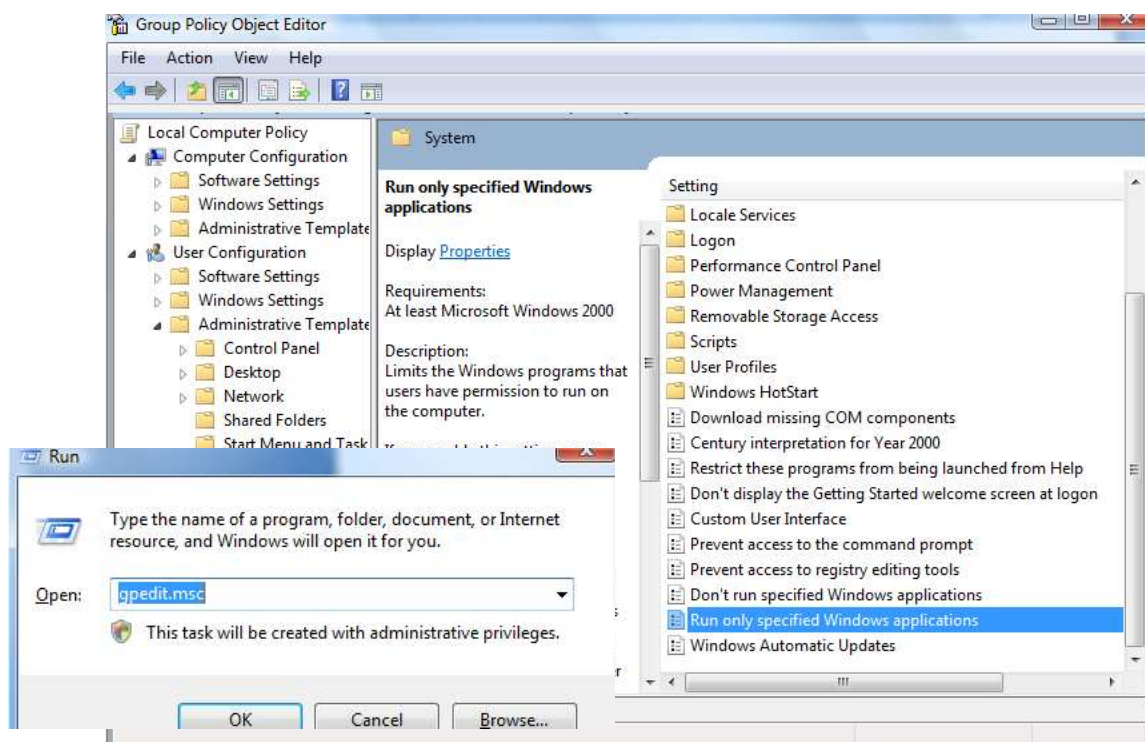 Group Policy Object Editor
File Action View Help
Local Computer Policy
Computer Configuration
Software Settings
Windows Settings
Administrative Template
User Configuration
Software Settings
Windows Settings
Administrative Template
Control Panel
Desktop
Network
Shared Folders
Start Menu and Task
System
Run only specified Windows
applications
Display Properties
Requirements:
At least Microsoft Windows 2000
Description:
Limits the Windows programs that
users have permission to run on
the computer.
Setting
Locale Services
Logon
Performance Control Panel
Power Management
Removable Storage Access
Scripts
User Profiles
Windows HotStart
Download missing COM components
Century interpretation for Year 2000
Restrict these programs from being launched from Help
Don't display the Getting Started welcome screen at logon
Custom User Interface
Prevent access to the command prompt
Prevent access to registry editing tools
Don't run specified Windows applications
Run only specified Windows applications
Windows Automatic Updates
Run
Type the name of a program, folder, document, or Internet
resource, and Windows will open it for you.
Open: gpedit.msc
This task will be created with administrative privileges.
OK Cancel Browse...